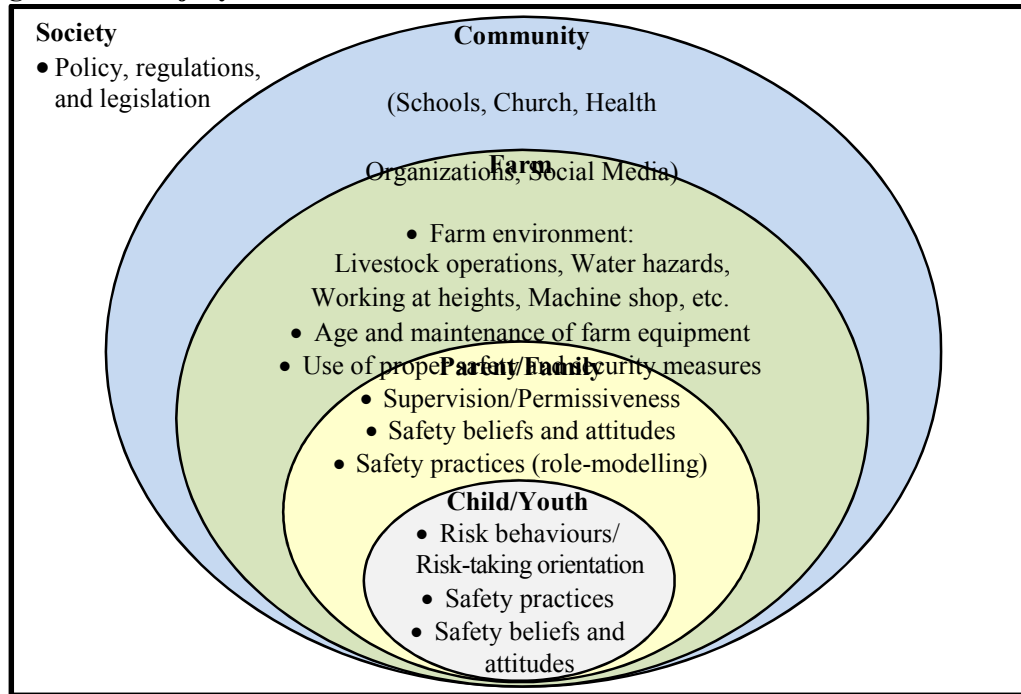 Society
• Policy, regulations,
and legislation
Community
(Schools, Church, Health
Organizations, Social Media)
Farm
• Farm environment:
Livestock operations, Water hazards,
Working at heights, Machine shop, etc.
• Age and maintenance of farm equipment
• Use of proper safety and security measures
Parent/Family
• Supervision/Permissiveness
• Safety beliefs and attitudes
• Safety practices (role-modelling)
Child/Youth
• Risk behaviours/
Risk-taking orientation
• Safety practices
• Safety beliefs and
attitudes